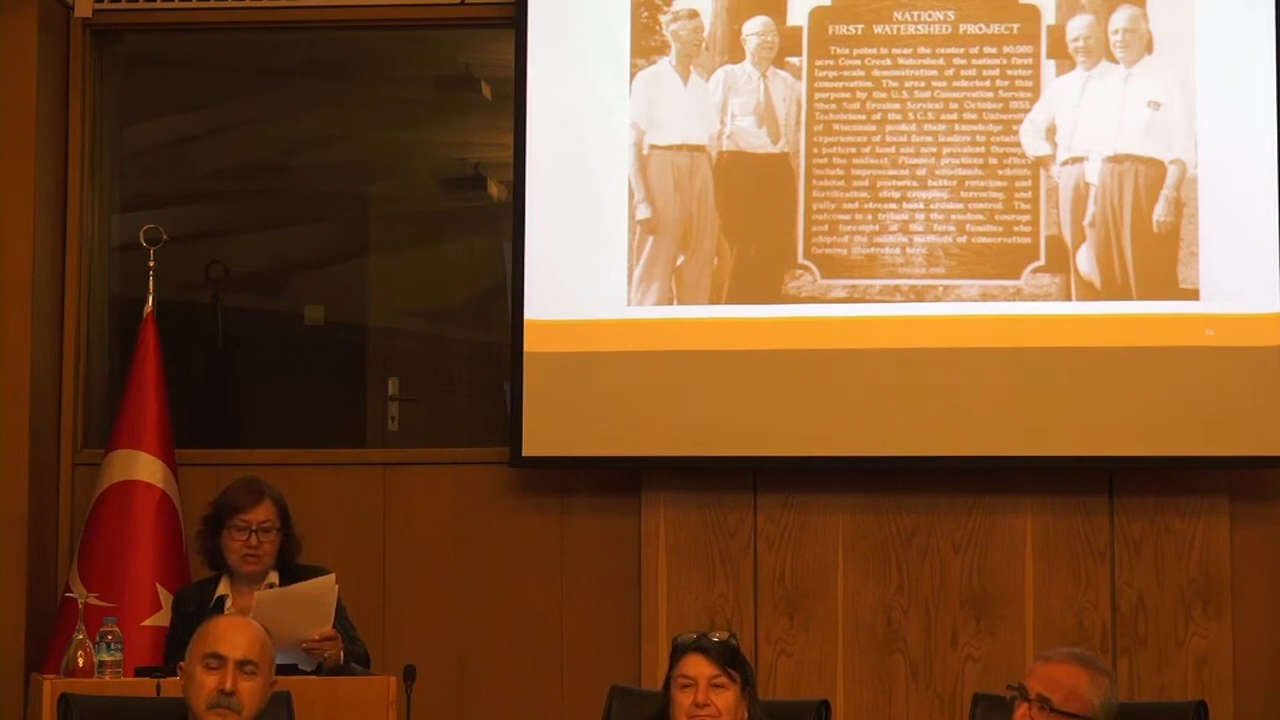 NATION'S
FIRST WATERSHED PROJECT
This point is near the center of the 90,000
acre Coon Creek Watershed, the nation's first
large-scale demonstration of soil and water
conservation. The area was selected for this
purpose by the U.S. Soil Conservation Service
(then Soil Erosion Service) in October 1933.
Technicians of the S.C.S. and the University
of Wisconsin pooled their knowledge
experiences of local farm leaders to establish
a pattern of land use now prevalent through
out the midwest. Planned practices in effect
include improvement of woodlands, wildlife
habitat and pastures, better rotations and
fertilization, strip cropping, terracing, and
gully and stream bank erosion control. The
outcome is a tribute to the wisdom, courage
and foresight of the farm families who
adopted the modern methods of conservation
farming illustrated here.